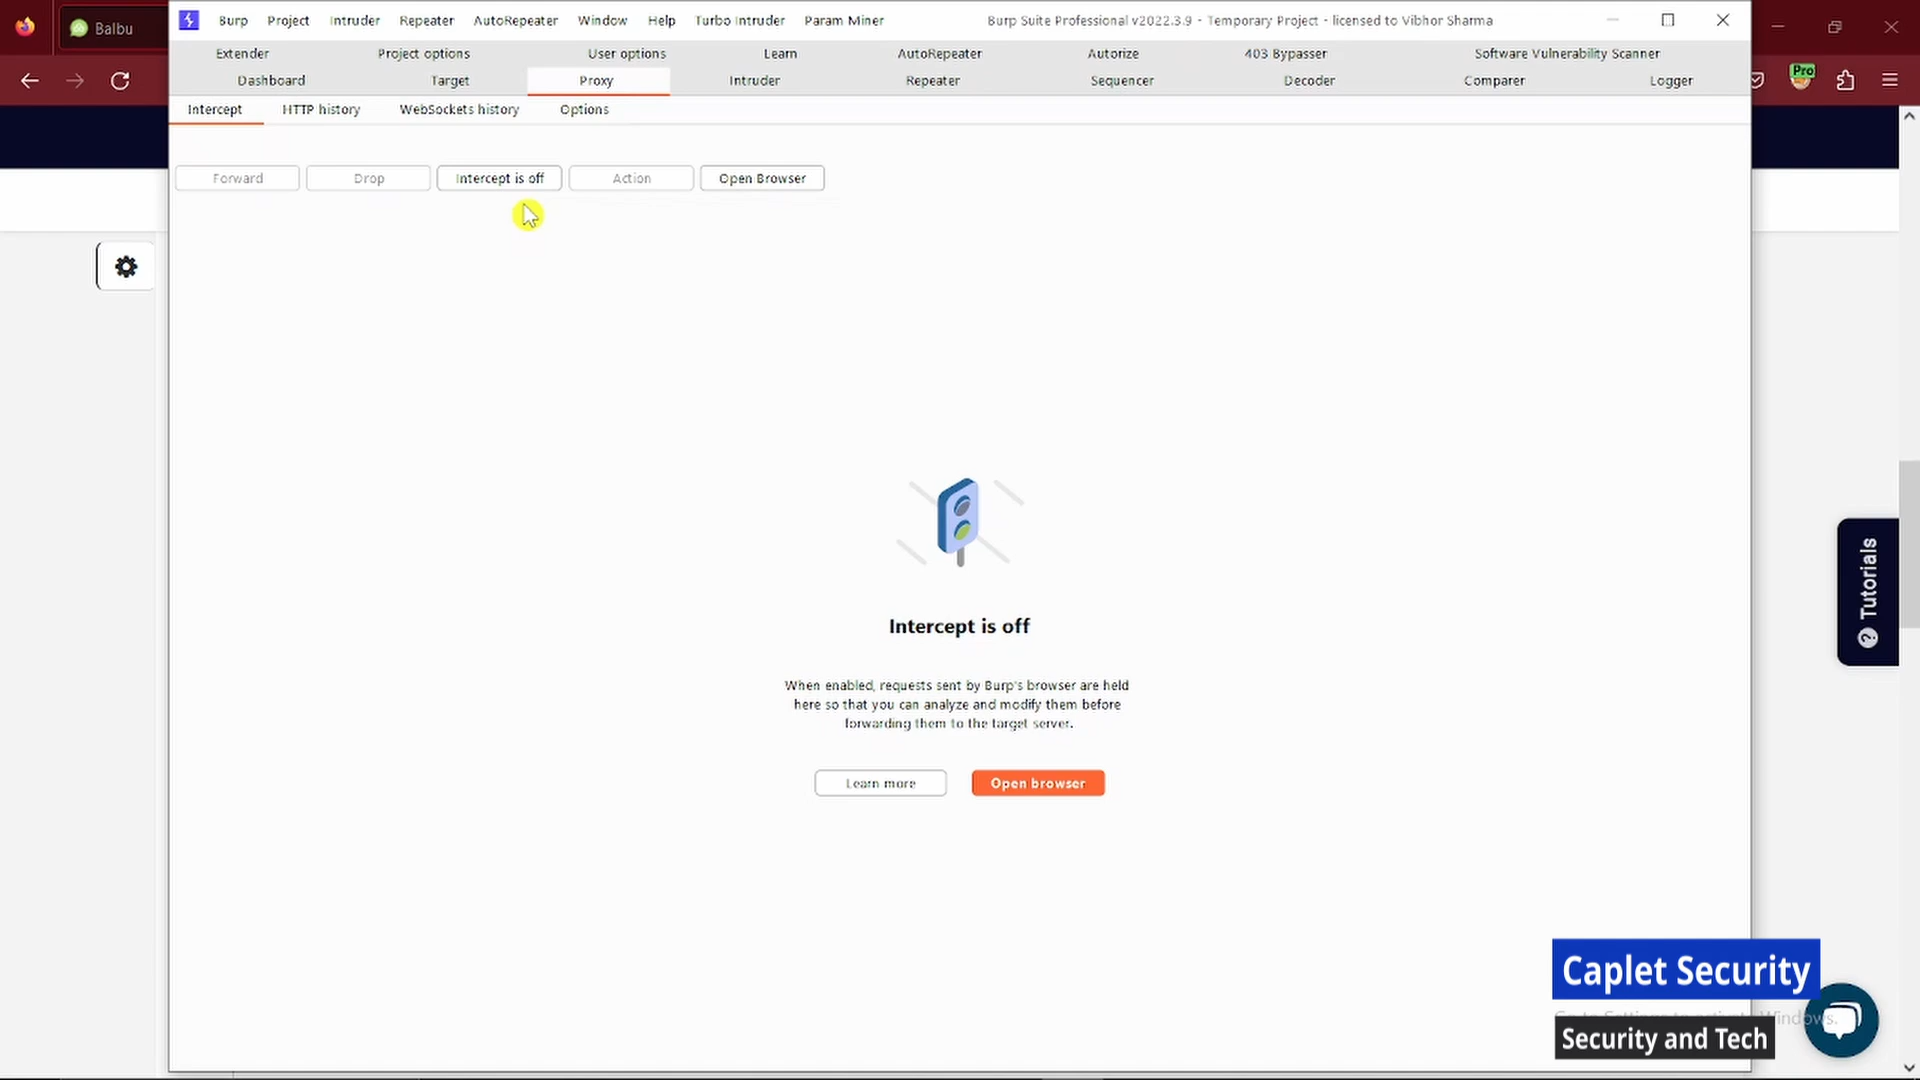 Balbu
Burp Project Intruder Repeater AutoRepeater Window Help Turbo Intruder Param Miner
Burp Suite Professional v2022.3.9 - Temporary Project - licensed to Vibhor Sharma
Extender Project options User options Learn AutoRepeater Autorize 403 Bypasser Software Vulnerability Scanner
Dashboard Target Proxy Intruder Repeater Sequencer Decoder Comparer Logger
Pro
Intercept HTTP history WebSockets history Options
Forward Drop Intercept is off Action Open Browser
Tutorials
Intercept is off
When enabled, requests sent by Burp's browser are held
here so that you can analyze and modify them before
forwarding them to the target server.
Learn more Open browser
Caplet Security
Windows.
Security and Tech